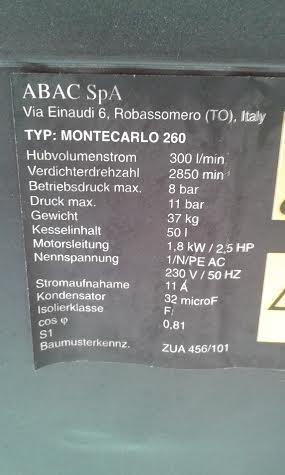 ABAC SpA
Via Einaudi 6, Robassomero (TO), Italy
TYP: MONTECARLO 260
Hubvolumenstrom 300 l/min
Verdichterdrehzahl 2850 min
Betriebsdruck max. 8 bar
Druck max. 11 bar
Gewicht 37 kg
Kesselinhalt 50 l
Motorsleitung 1,8 kW / 2,5 HP
Nennspannung 1/N/PE AC
230 V / 50 HZ
Stromaufnahame 11 A
Kondensator 32 microF
Isolierklasse F
cos φ 0,81
S1
Baumusterkennz. ZUA 456/101